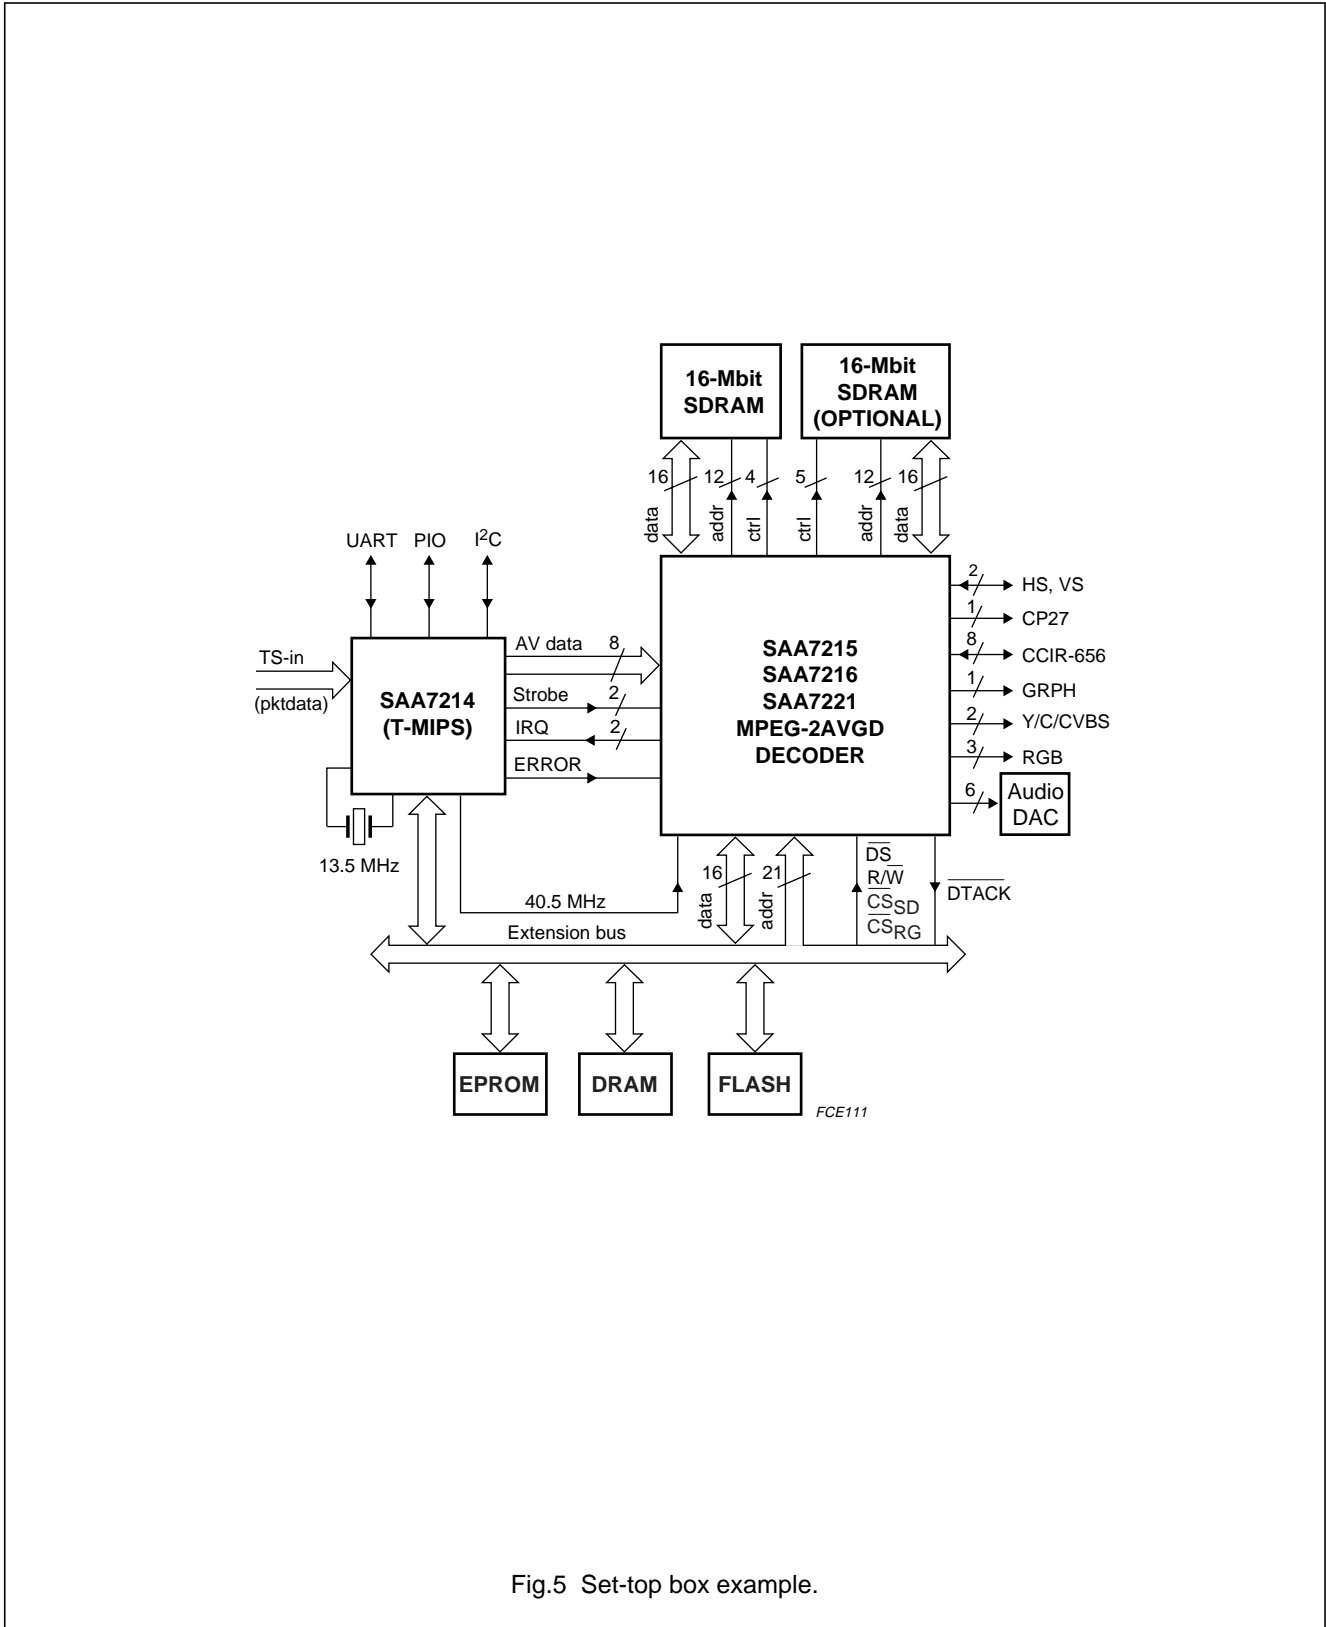 16-Mbit
SDRAM
16-Mbit
SDRAM
(OPTIONAL)
16
12
4
5
12
16
data
addr
ctrl
ctrl
addr
data
UART
PIO
I²C
TS-in
(pktdata)
SAA7214
(T-MIPS)
AV data
8
Strobe
2
IRQ
2
ERROR
SAA7215
SAA7216
SAA7221
MPEG-2AVGD
DECODER
2
HS, VS
1
CP27
8
CCIR-656
1
GRPH
2
Y/C/CVBS
3
RGB
6
Audio
DAC
13.5 MHz
40.5 MHz
16
data
21
addr
D̅S̅
R/W̅
C̅S̅SD
C̅S̅RG
D̅T̅A̅C̅K̅
Extension bus
EPROM
DRAM
FLASH
FCE111
Fig.5 Set-top box example.